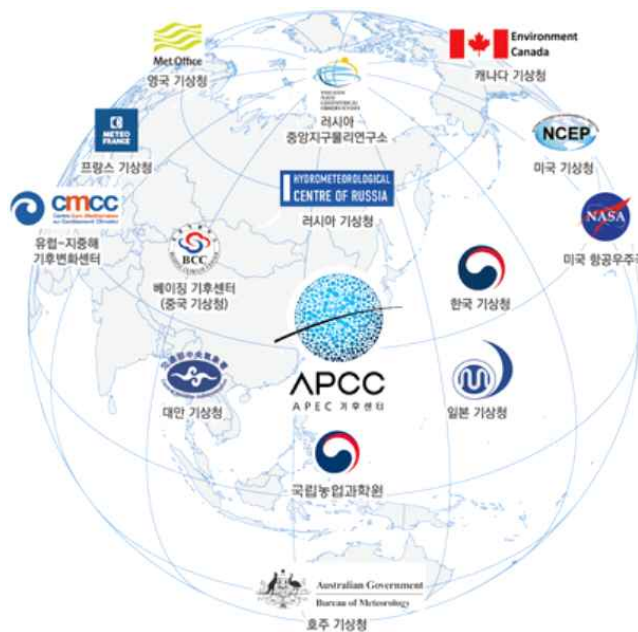 Met Office
영국 기상청
Environment
Canada
캐나다 기상청
러시아
중앙지구물리연구소
METEO
FRANCE
프랑스 기상청
NCEP
미국 기상청
HYDROMETEOROLOGICAL
CENTRE OF RUSSIA
러시아 기상청
cmcc
유럽-지중해
기후변화센터
BCC
베이징 기후센터
(중국 기상청)
NASA
미국 항공우주국
한국 기상청
APCC
APEC 기후센터
대만 기상청
일본 기상청
국립농업과학원
Australian Government
Bureau of Meteorology
호주 기상청